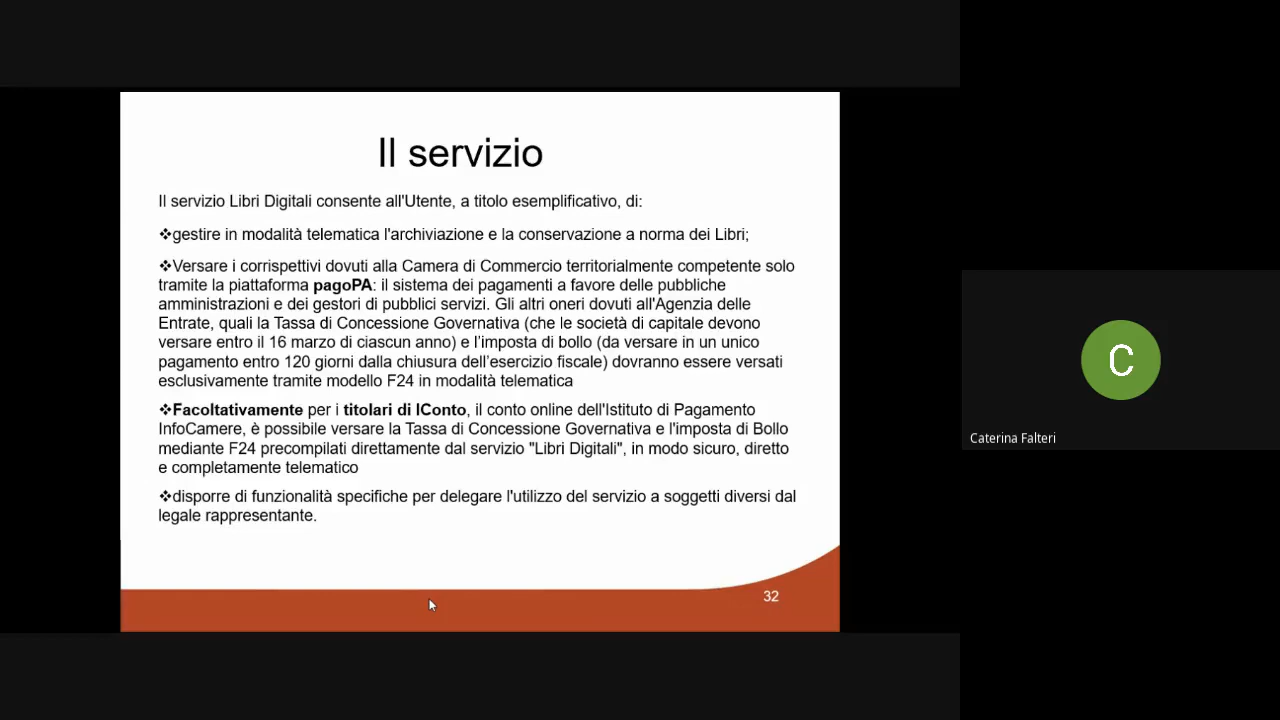 Il servizio
Il servizio Libri Digitali consente all'Utente, a titolo esemplificativo, di:
❖gestire in modalità telematica l'archiviazione e la conservazione a norma dei Libri;
❖Versare i corrispettivi dovuti alla Camera di Commercio territorialmente competente solo
tramite la piattaforma pagoPA: il sistema dei pagamenti a favore delle pubbliche
amministrazioni e dei gestori di pubblici servizi. Gli altri oneri dovuti all'Agenzia delle
Entrate, quali la Tassa di Concessione Governativa (che le società di capitale devono
versare entro il 16 marzo di ciascun anno) e l’imposta di bollo (da versare in un unico
pagamento entro 120 giorni dalla chiusura dell’esercizio fiscale) dovranno essere versati
esclusivamente tramite modello F24 in modalità telematica
❖Facoltativamente per i titolari di IConto, il conto online dell'Istituto di Pagamento
InfoCamere, è possibile versare la Tassa di Concessione Governativa e l'imposta di Bollo
mediante F24 precompilati direttamente dal servizio "Libri Digitali", in modo sicuro, diretto
e completamente telematico
❖disporre di funzionalità specifiche per delegare l'utilizzo del servizio a soggetti diversi dal
legale rappresentante.
32
C
Caterina Falteri